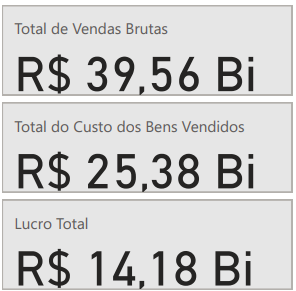 Total de Vendas Brutas
R$ 39,56 Bi
Total do Custo dos Bens Vendidos
R$ 25,38 Bi
Lucro Total
R$ 14,18 Bi